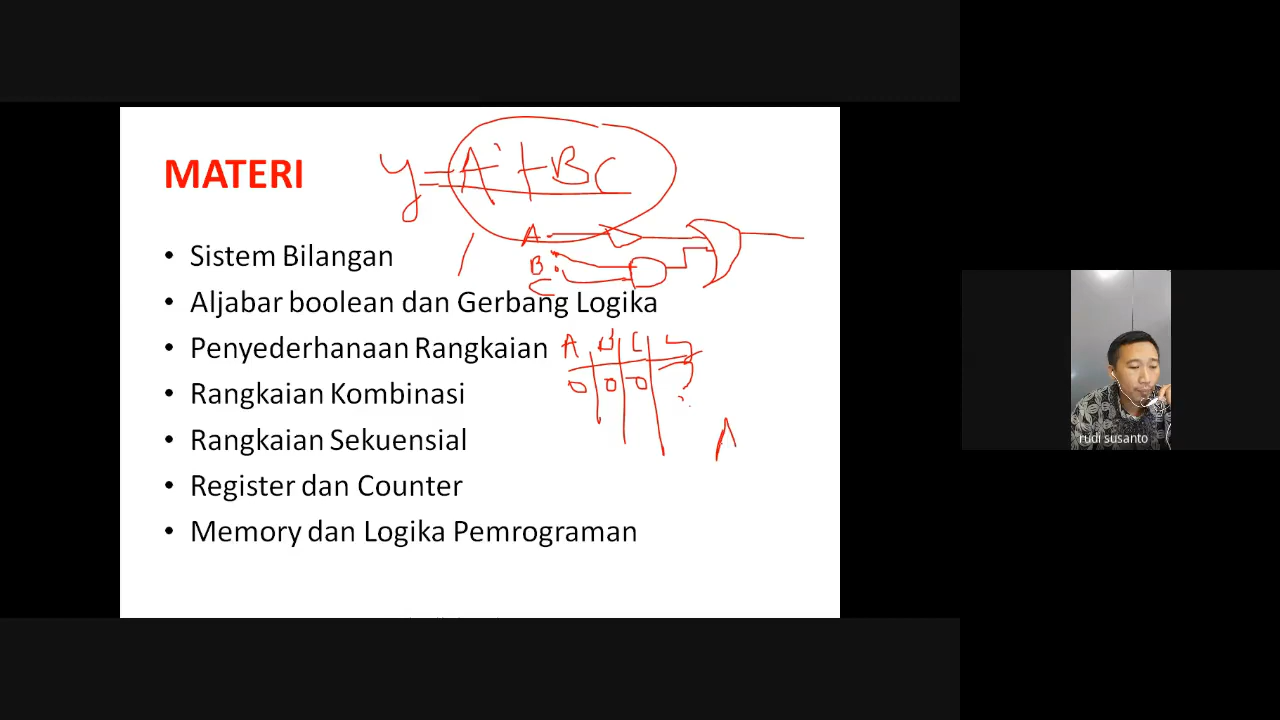 MATERI
y = A' + BC
• Sistem Bilangan
A
B
C
• Aljabar boolean dan Gerbang Logika
• Penyederhanaan Rangkaian
A B C y
0 0 0 ?
• Rangkaian Kombinasi
• Rangkaian Sekuensial
• Register dan Counter
• Memory dan Logika Pemrograman
rudi susanto